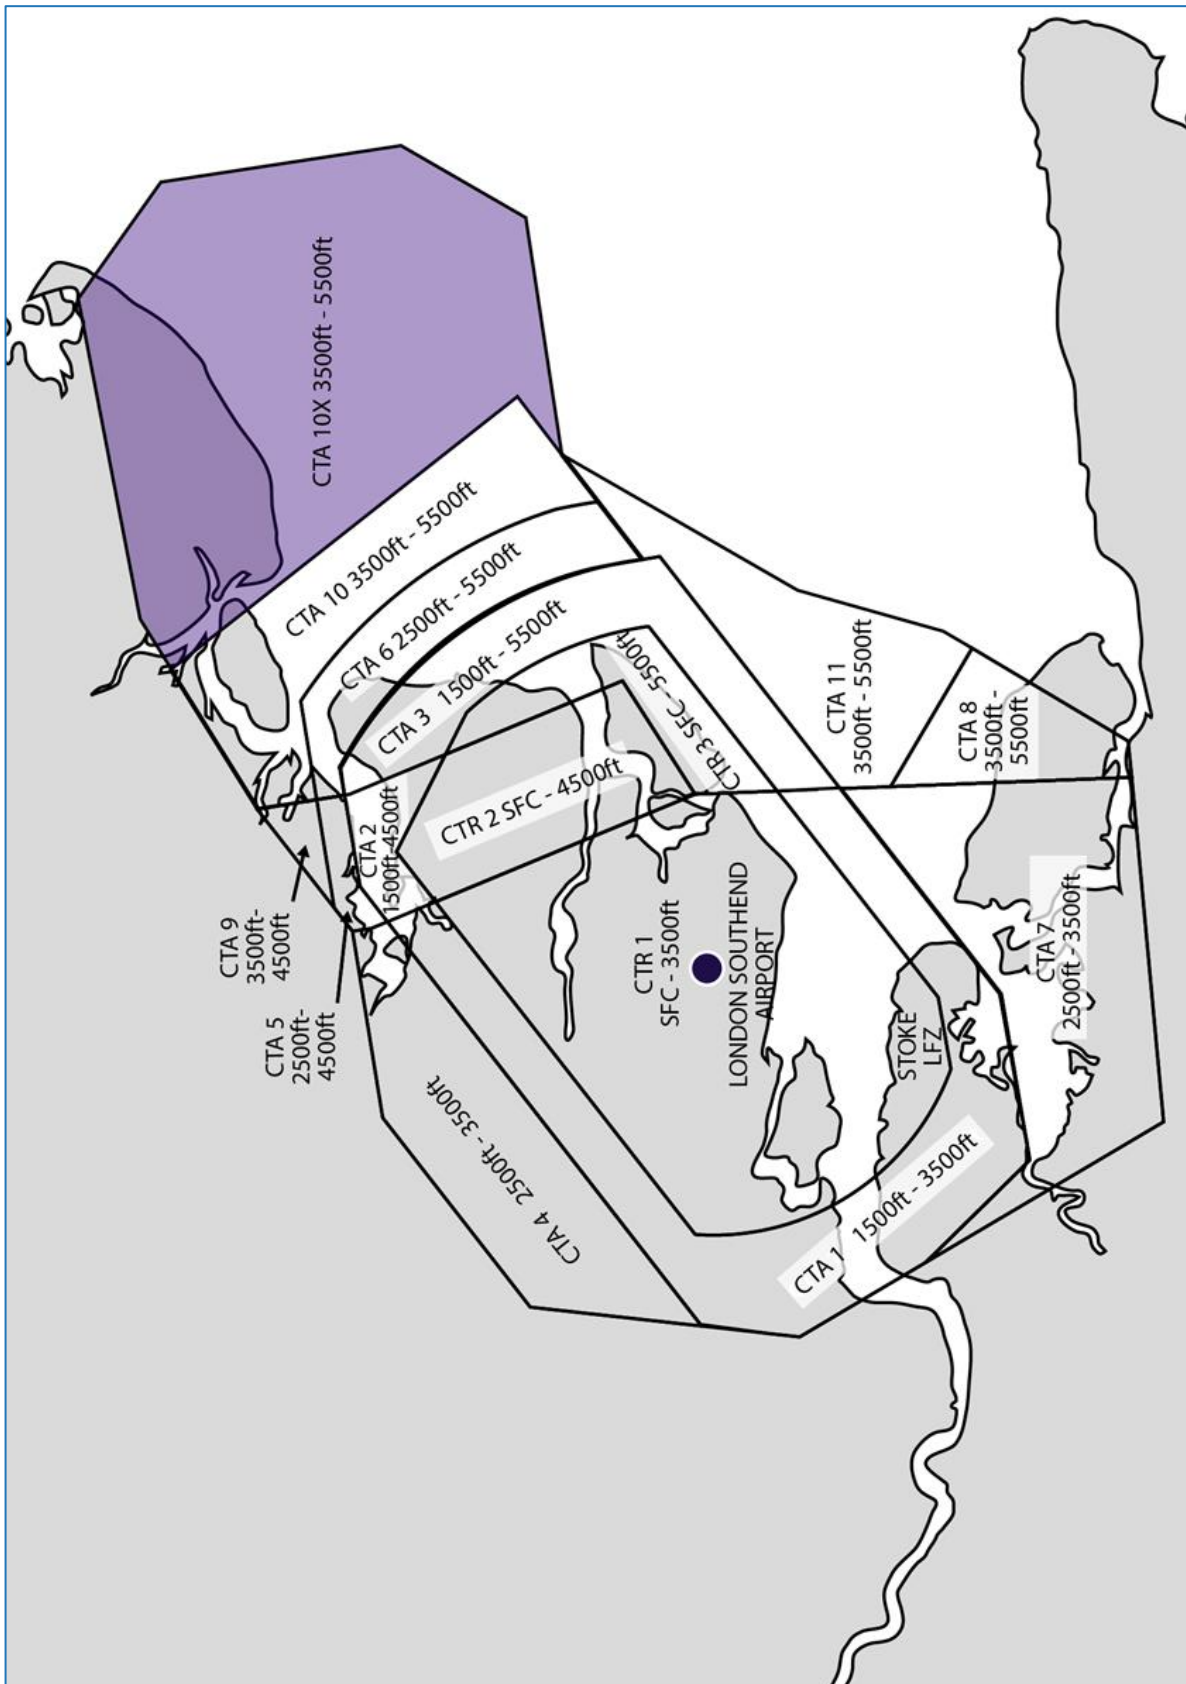 CTA 10X 3500ft - 5500ft
CTA 10 3500ft - 5500ft
CTA 6 2500ft - 5500ft
CTA 3 1500ft - 5500ft
CTR 3 SFC - 5500ft
CTR 2 SFC - 4500ft
CTA 2
1500ft-4500ft
CTA 9
3500ft-
4500ft
CTA 5
2500ft-
4500ft
CTA 11
3500ft - 5500ft
CTA 8
3500ft -
5500ft
CTR 1
SFC - 3500ft
LONDON SOUTHEND
AIRPORT
STOKE
LFZ
CTA 7
2500ft - 3500ft
CTA 4 2500ft - 3500ft
CTA 1 1500ft - 3500ft